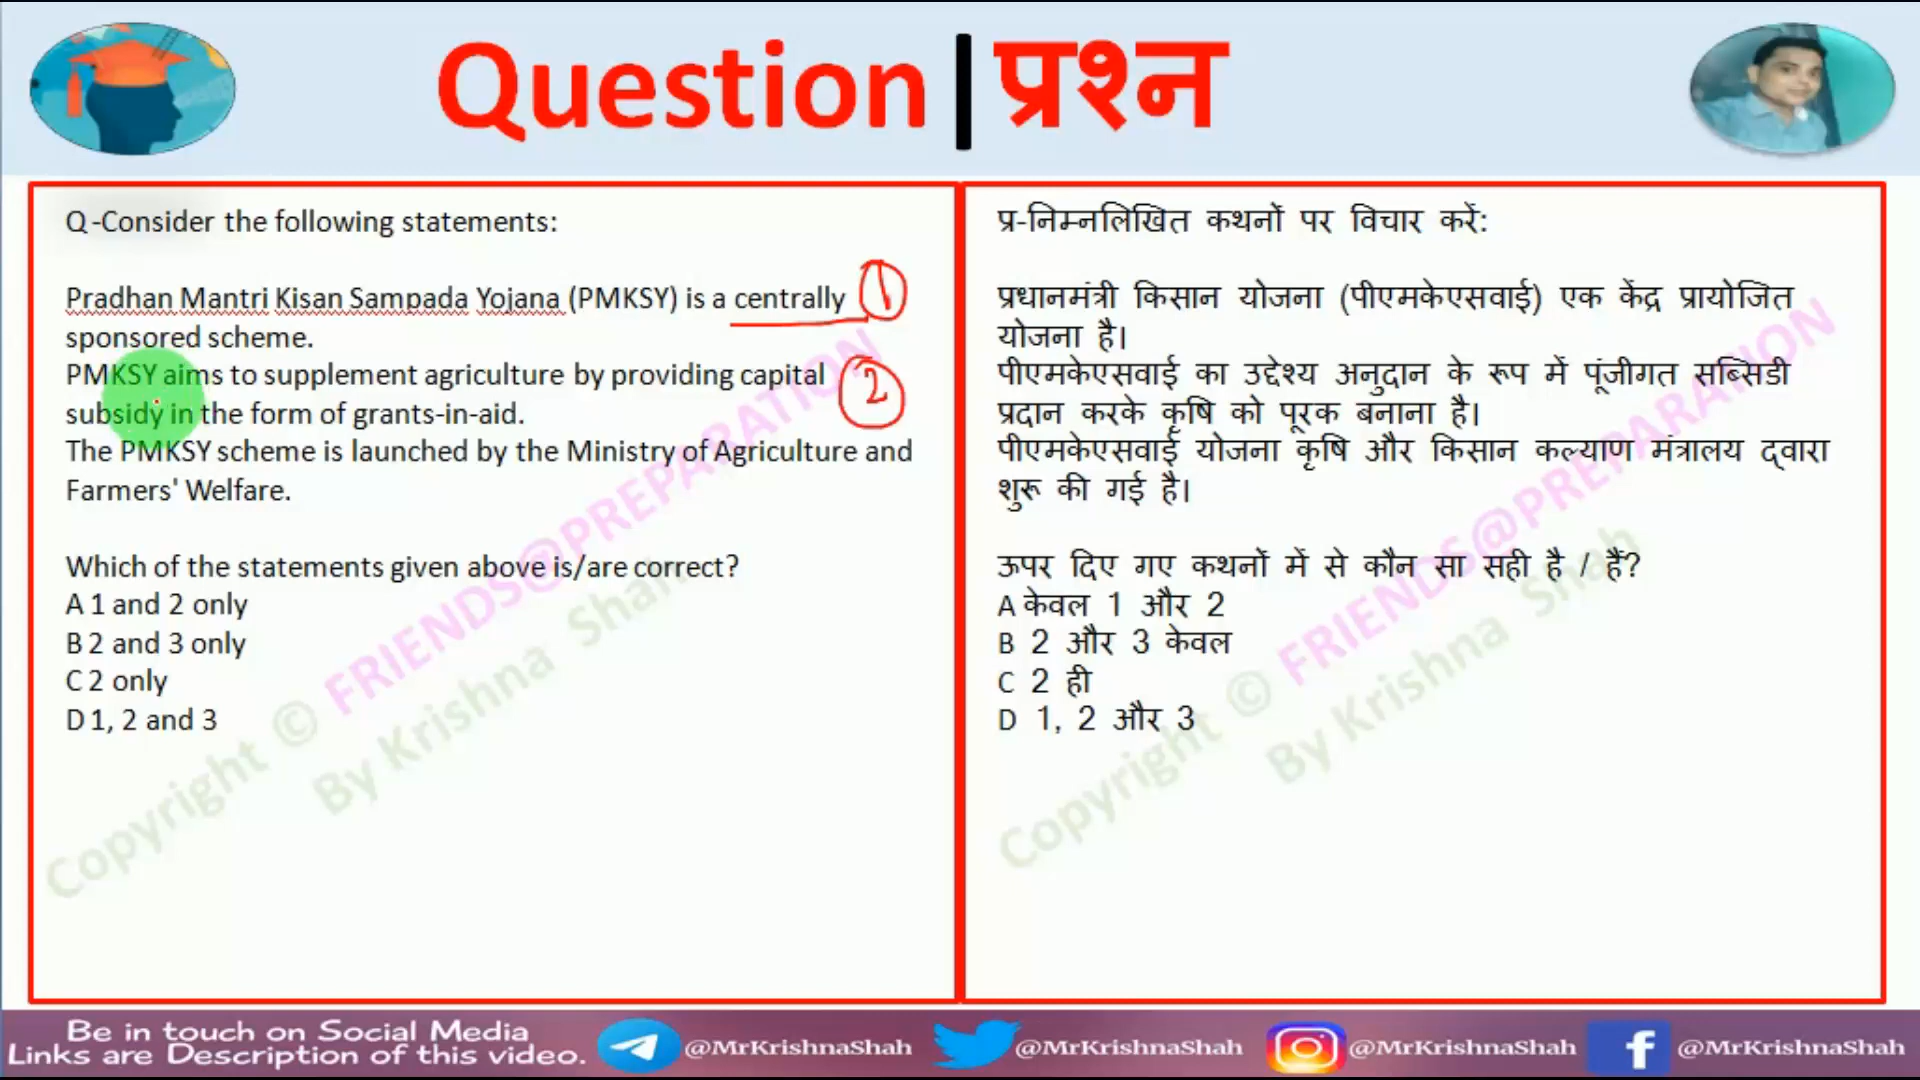 Question|प्रश्न
Q-Consider the following statements:
Pradhan Mantri Kisan Sampada Yojana (PMKSY) is a centrally 1
sponsored scheme.
PMKSY aims to supplement agriculture by providing capital 2
subsidy in the form of grants-in-aid.
The PMKSY scheme is launched by the Ministry of Agriculture and
Farmers' Welfare.
Which of the statements given above is/are correct?
A 1 and 2 only
B 2 and 3 only
C 2 only
D 1, 2 and 3
Copyright © FRIENDS@PREPARATION
By Krishna Shah
प्र-निम्नलिखित कथनों पर विचार करें:
प्रधानमंत्री किसान योजना (पीएमकेएसवाई) एक केंद्र प्रायोजित
योजना है।
पीएमकेएसवाई का उद्देश्य अनुदान के रूप में पूंजीगत सब्सिडी
प्रदान करके कृषि को पूरक बनाना है।
पीएमकेएसवाई योजना कृषि और किसान कल्याण मंत्रालय द्वारा
शुरू की गई है।
ऊपर दिए गए कथनों में से कौन सा सही है / हैं?
A केवल 1 और 2
B 2 और 3 केवल
C 2 ही
D 1, 2 और 3
Copyright © FRIENDS@PREPARATION
By Krishna Shah
Be in touch on Social Media
Links are Description of this video.
@MrKrishnaShah
@MrKrishnaShah
@MrKrishnaShah
@MrKrishnaShah